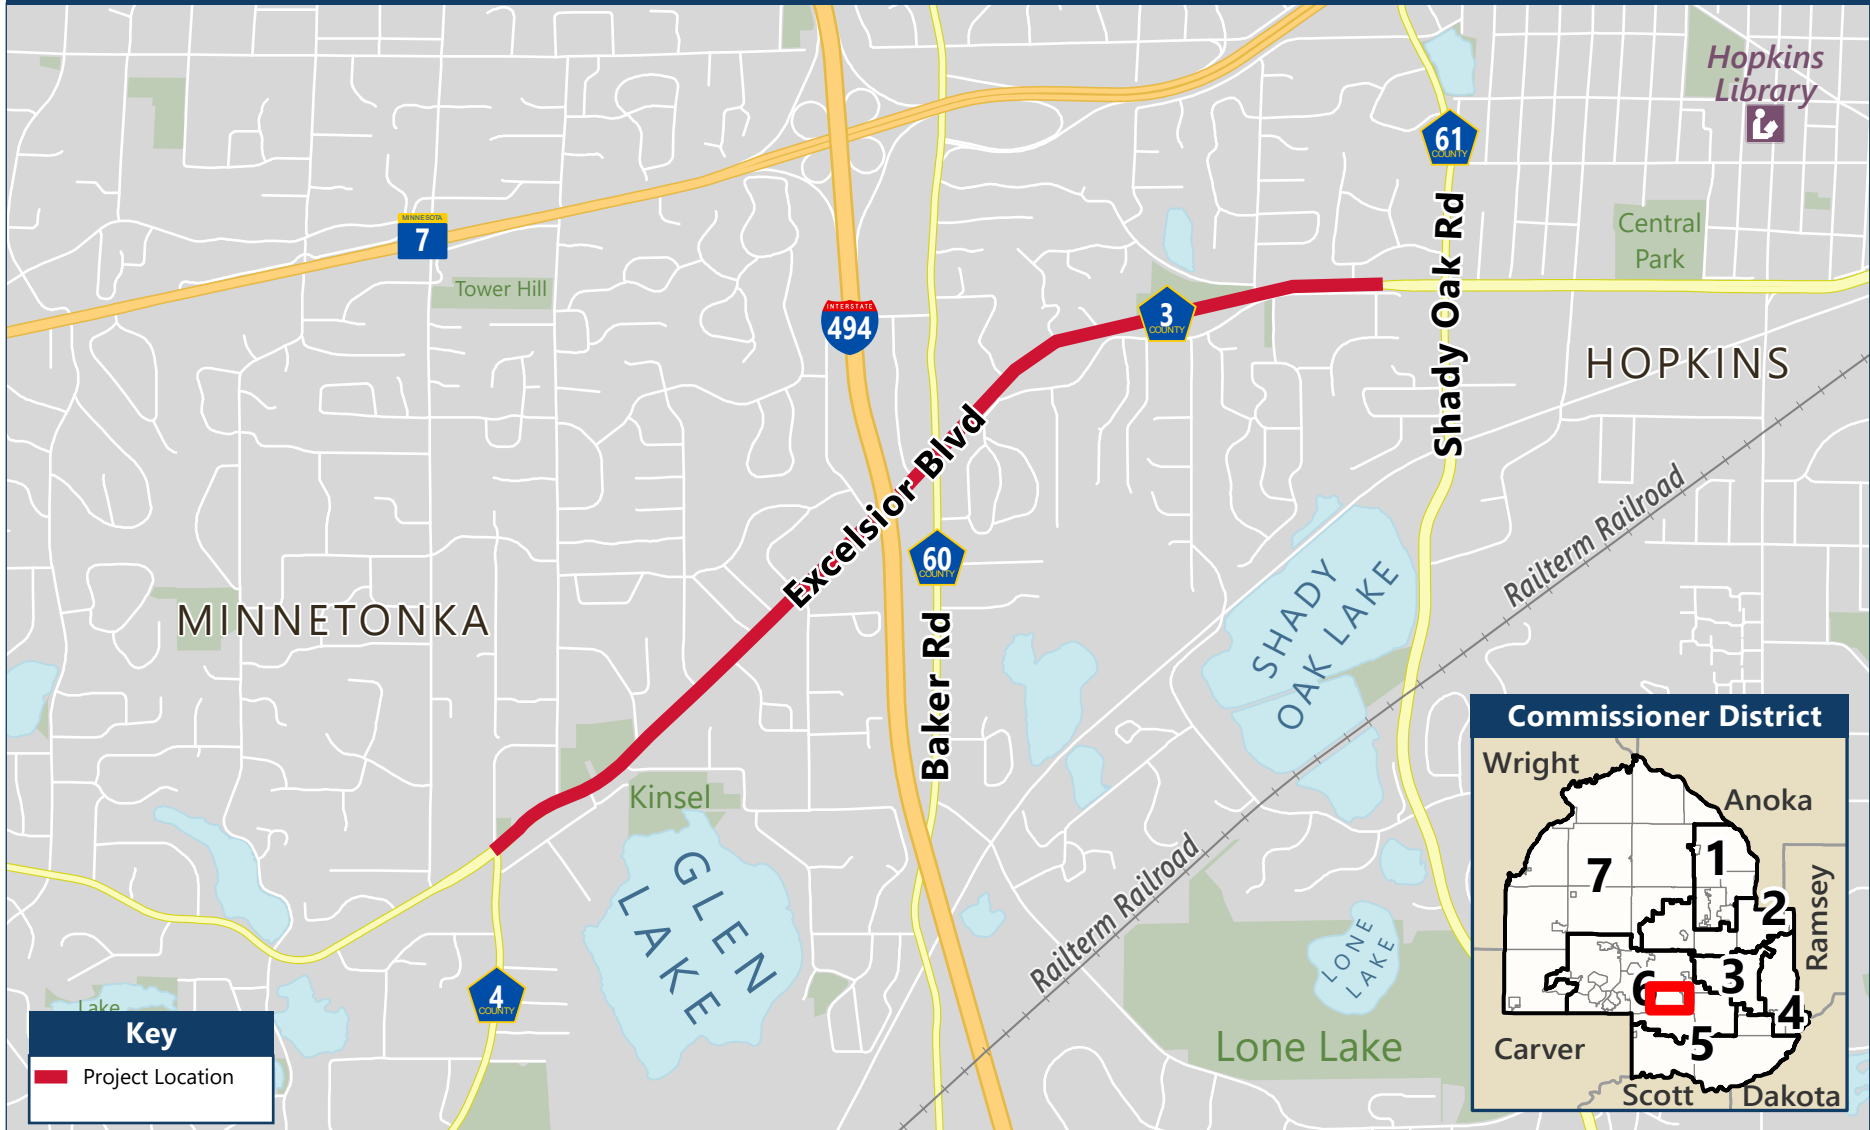 Hopkins
Library
61
COUNTY
MINNESOTA
7
Central
Park
Tower Hill
INTERSTATE
494
3
COUNTY
Shady Oak Rd
HOPKINS
Excelsior Blvd
60
COUNTY
Railterm Railroad
MINNETONKA
SHADY
OAK LAKE
Baker Rd
Kinsel
GLEN
LAKE
Railterm Railroad
LONE
LAKE
4
COUNTY
Lake
Lone Lake
Key
Project Location
Commissioner District
Wright
Anoka
7
1
2
Ramsey
6
3
4
Carver
5
Scott
Dakota